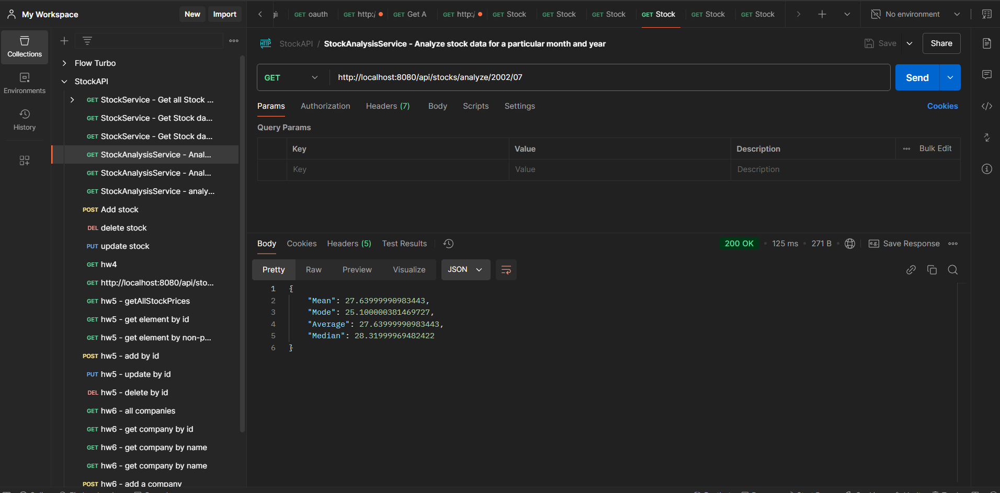 My Workspace
New
Import
GET oauth
GET http:/
GET Get A
GET http:/
GET Stock
GET Stock
GET Stock
GET Stock
GET Stock
GET Stock
No environment
Collections
Environments
History
Flow Turbo
StockAPI
GET StockService - Get all Stock ...
GET StockService - Get Stock da...
GET StockService - Get Stock da...
GET StockAnalysisService - Anal...
GET StockAnalysisService - Anal...
GET StockAnalysisService - analy...
POST Add stock
DEL delete stock
PUT update stock
GET hw4
GET http://localhost:8080/api/sto...
GET hw5 - getAllStockPrices
GET hw5 - get element by id
GET hw5 - get element by non-p...
POST hw5 - add by id
PUT hw5 - update by id
DEL hw5 - delete by id
GET hw6 - all companies
GET hw6 - get company by id
GET hw6 - get company by name
GET hw6 - get company by name
POST hw6 - add a company
HTTP StockAPI / StockAnalysisService - Analyze stock data for a particular month and year
Save
Share
GET http://localhost:8080/api/stocks/analyze/2002/07
Send
Params Authorization Headers (7) Body Scripts Settings Cookies
Query Params
Key Value Description Bulk Edit
Key Value Description
Body Cookies Headers (5) Test Results
200 OK • 125 ms • 271 B • e.g. Save Response
Pretty Raw Preview Visualize JSON
1 {
2 "Mean": 27.63999990983443,
3 "Mode": 25.100000381469727,
4 "Average": 27.63999990983443,
5 "Median": 28.31999969482422
6 }